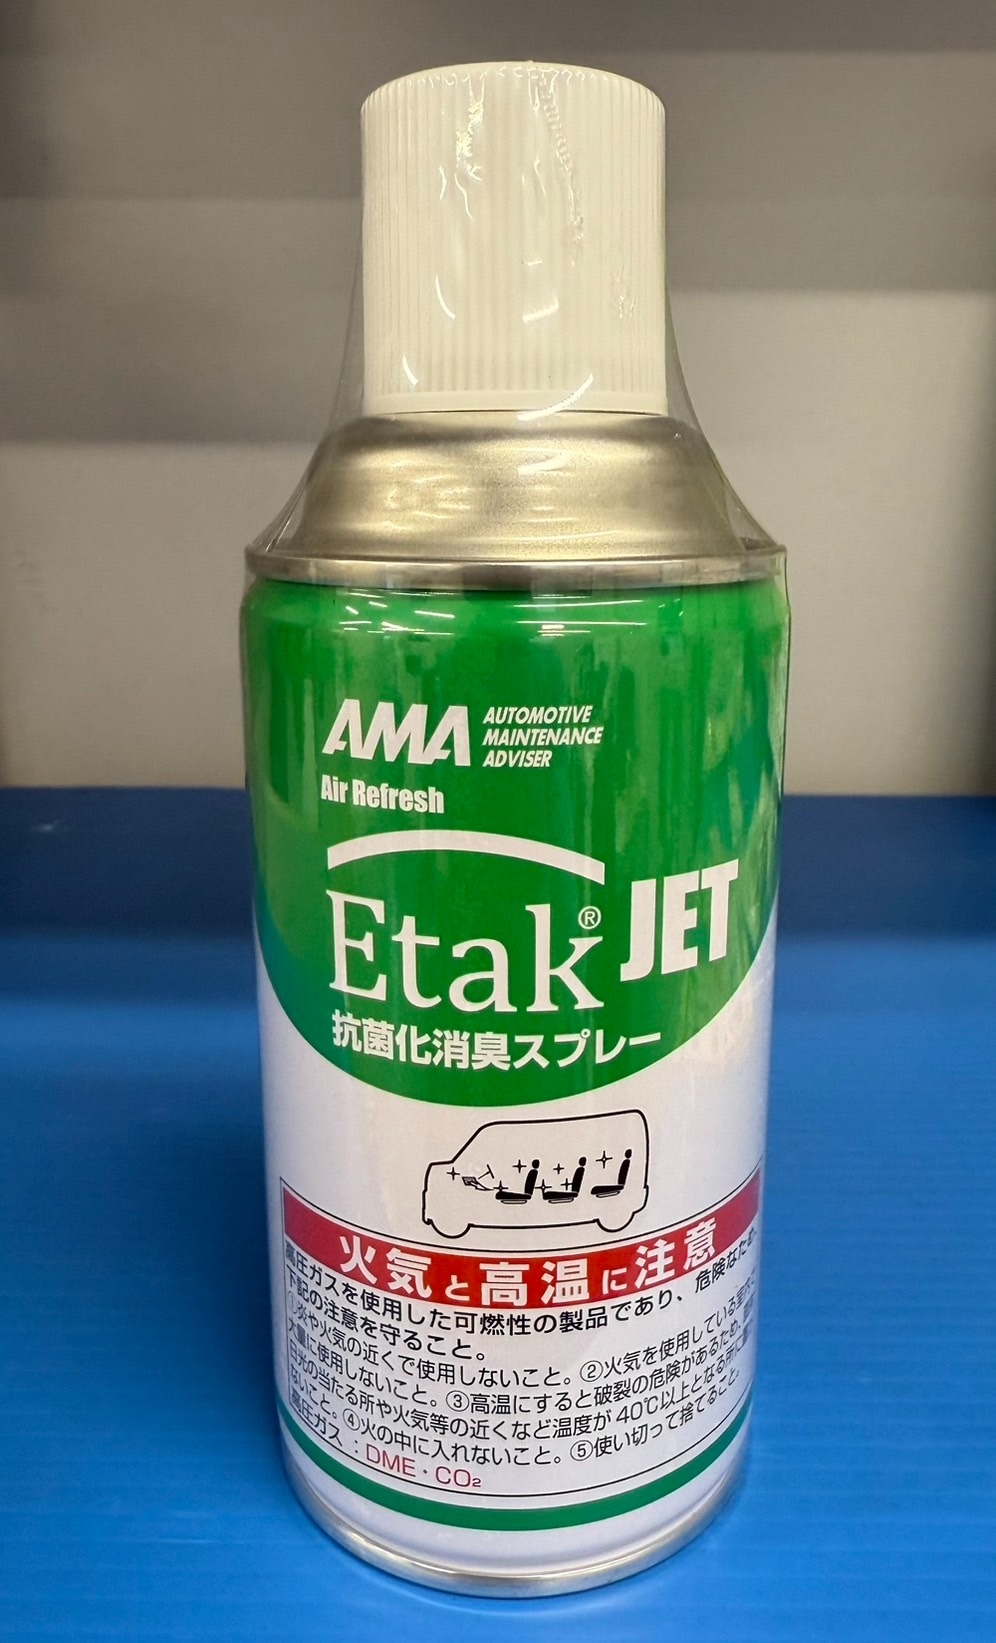 AMA
AUTOMOTIVE
MAINTENANCE
ADVISER
Air Refresh
Etak® JET
抗菌化消臭スプレー
火気と高温に注意
高圧ガスを使用した可燃性の製品であり、危険なため、
下記の注意を守ること。
①炎や火気の近くで使用しないこと。②火気を使用している室内で
大量に使用しないこと。③高温にすると破裂の危険があるため、
日光の当たる所や火気等の近くなど温度が40℃以上となる所に
ないこと。④火の中に入れないこと。⑤使い切って捨てること。
高圧ガス:DME・CO₂